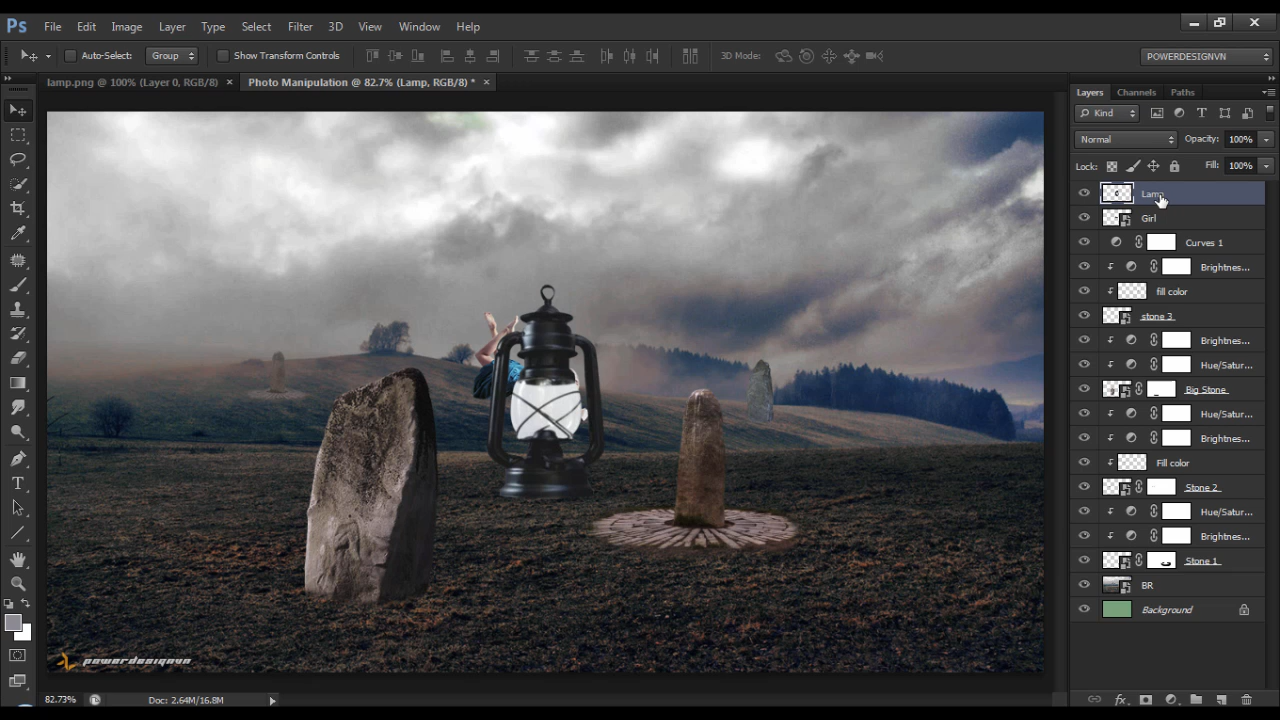 Ps File Edit Image Layer Type Select Filter 3D View Window Help
Auto-Select: Group Show Transform Controls 3D Mode: POWERDESIGNVN
lamp.png @ 100% (Layer 0, RGB/8) × Photo Manipulation @ 82.7% (Lamp, RGB/8) * ×
Layers Channels Paths
Kind
Normal Opacity: 100%
Lock: Fill: 100%
Lamp
Girl
Curves 1
Brightnes...
fill color
stone 3
Brightnes...
Hue/Satur...
Big Stone
Hue/Satur...
Brightnes...
Fill color
Stone 2
Hue/Satur...
Brightnes...
Stone 1
BR
Background
powerdesignvn
82.73% Doc: 2.64M/16.8M